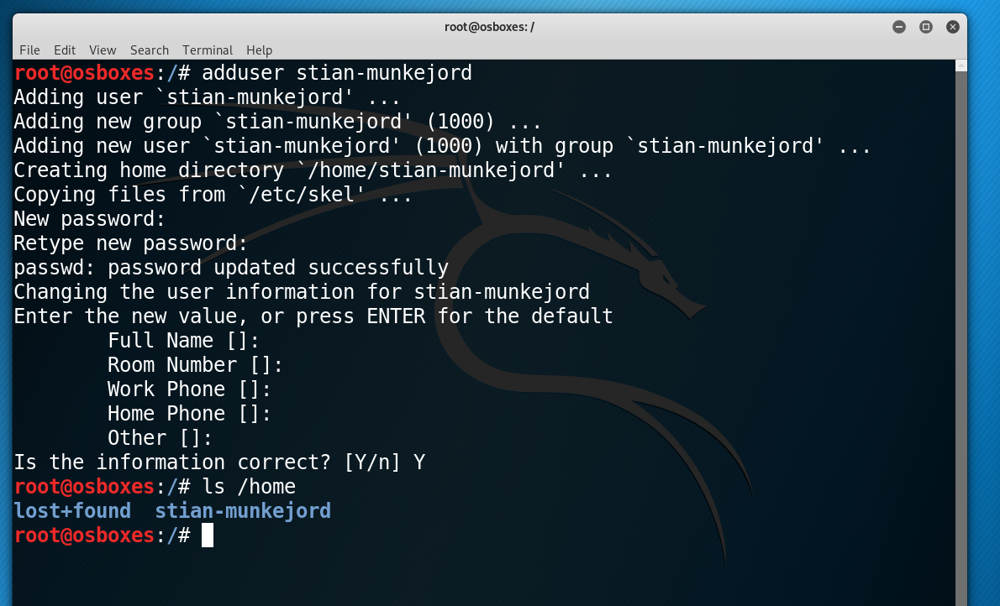 root@osboxes: /
File Edit View Search Terminal Help
root@osboxes:/# adduser stian-munkejord
Adding user `stian-munkejord' ...
Adding new group `stian-munkejord' (1000) ...
Adding new user `stian-munkejord' (1000) with group `stian-munkejord' ...
Creating home directory `/home/stian-munkejord' ...
Copying files from `/etc/skel' ...
New password:
Retype new password:
passwd: password updated successfully
Changing the user information for stian-munkejord
Enter the new value, or press ENTER for the default
        Full Name []:
        Room Number []:
        Work Phone []:
        Home Phone []:
        Other []:
Is the information correct? [Y/n] Y
root@osboxes:/# ls /home
lost+found  stian-munkejord
root@osboxes:/#